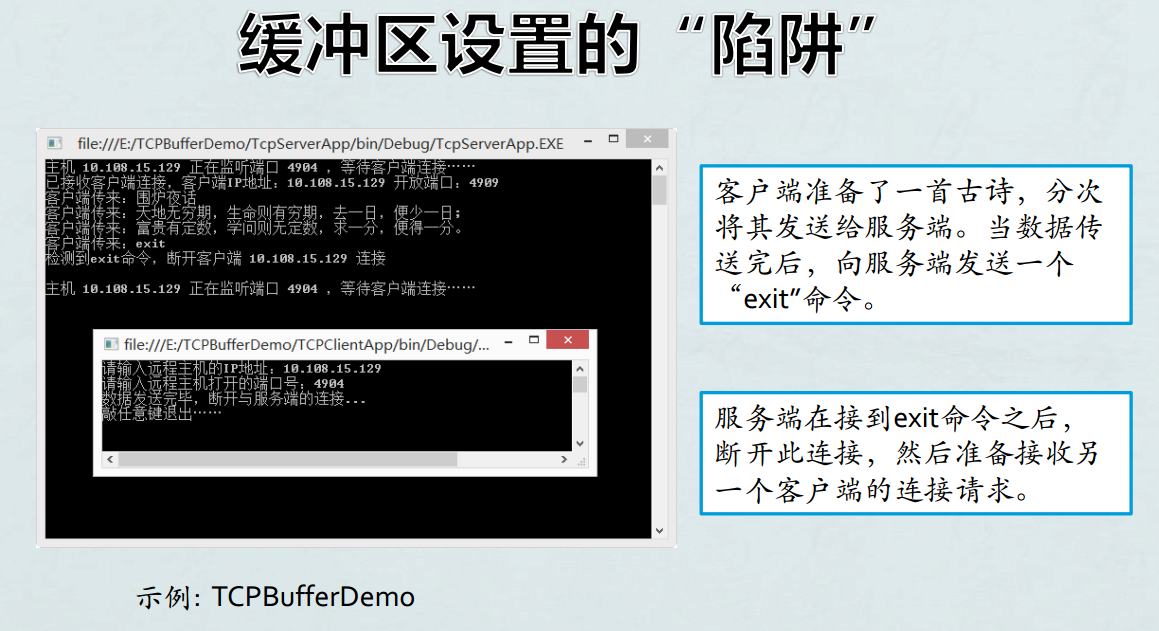 缓冲区设置的“陷阱”
file:///E:/TCPBufferDemo/TcpServerApp/bin/Debug/TcpServerApp.EXE
主机 10.108.15.129 正在监听端口 4904 ，等待客户端连接……
已接收客户端连接，客户端IP地址：10.108.15.129 开放端口：4909
客户端传来：围炉夜话
客户端传来：天地无穷期，生命则有穷期，去一日，便少一日；
客户端传来：富贵有定数，学问则无定数，求一分，便得一分。
客户端传来：exit
检测到exit命令，断开客户端 10.108.15.129 连接
主机 10.108.15.129 正在监听端口 4904 ，等待客户端连接……
file:///E:/TCPBufferDemo/TCPClientApp/bin/Debug/...
请输入远程主机的IP地址：10.108.15.129
请输入远程主机打开的端口号：4904
数据发送完毕，断开与服务端的连接...
敲任意键退出……
客户端准备了一首古诗，分次
将其发送给服务端。当数据传
送完后，向服务端发送一个
“exit”命令。
服务端在接到exit命令之后，
断开此连接，然后准备接收另
一个客户端的连接请求。
示例: TCPBufferDemo